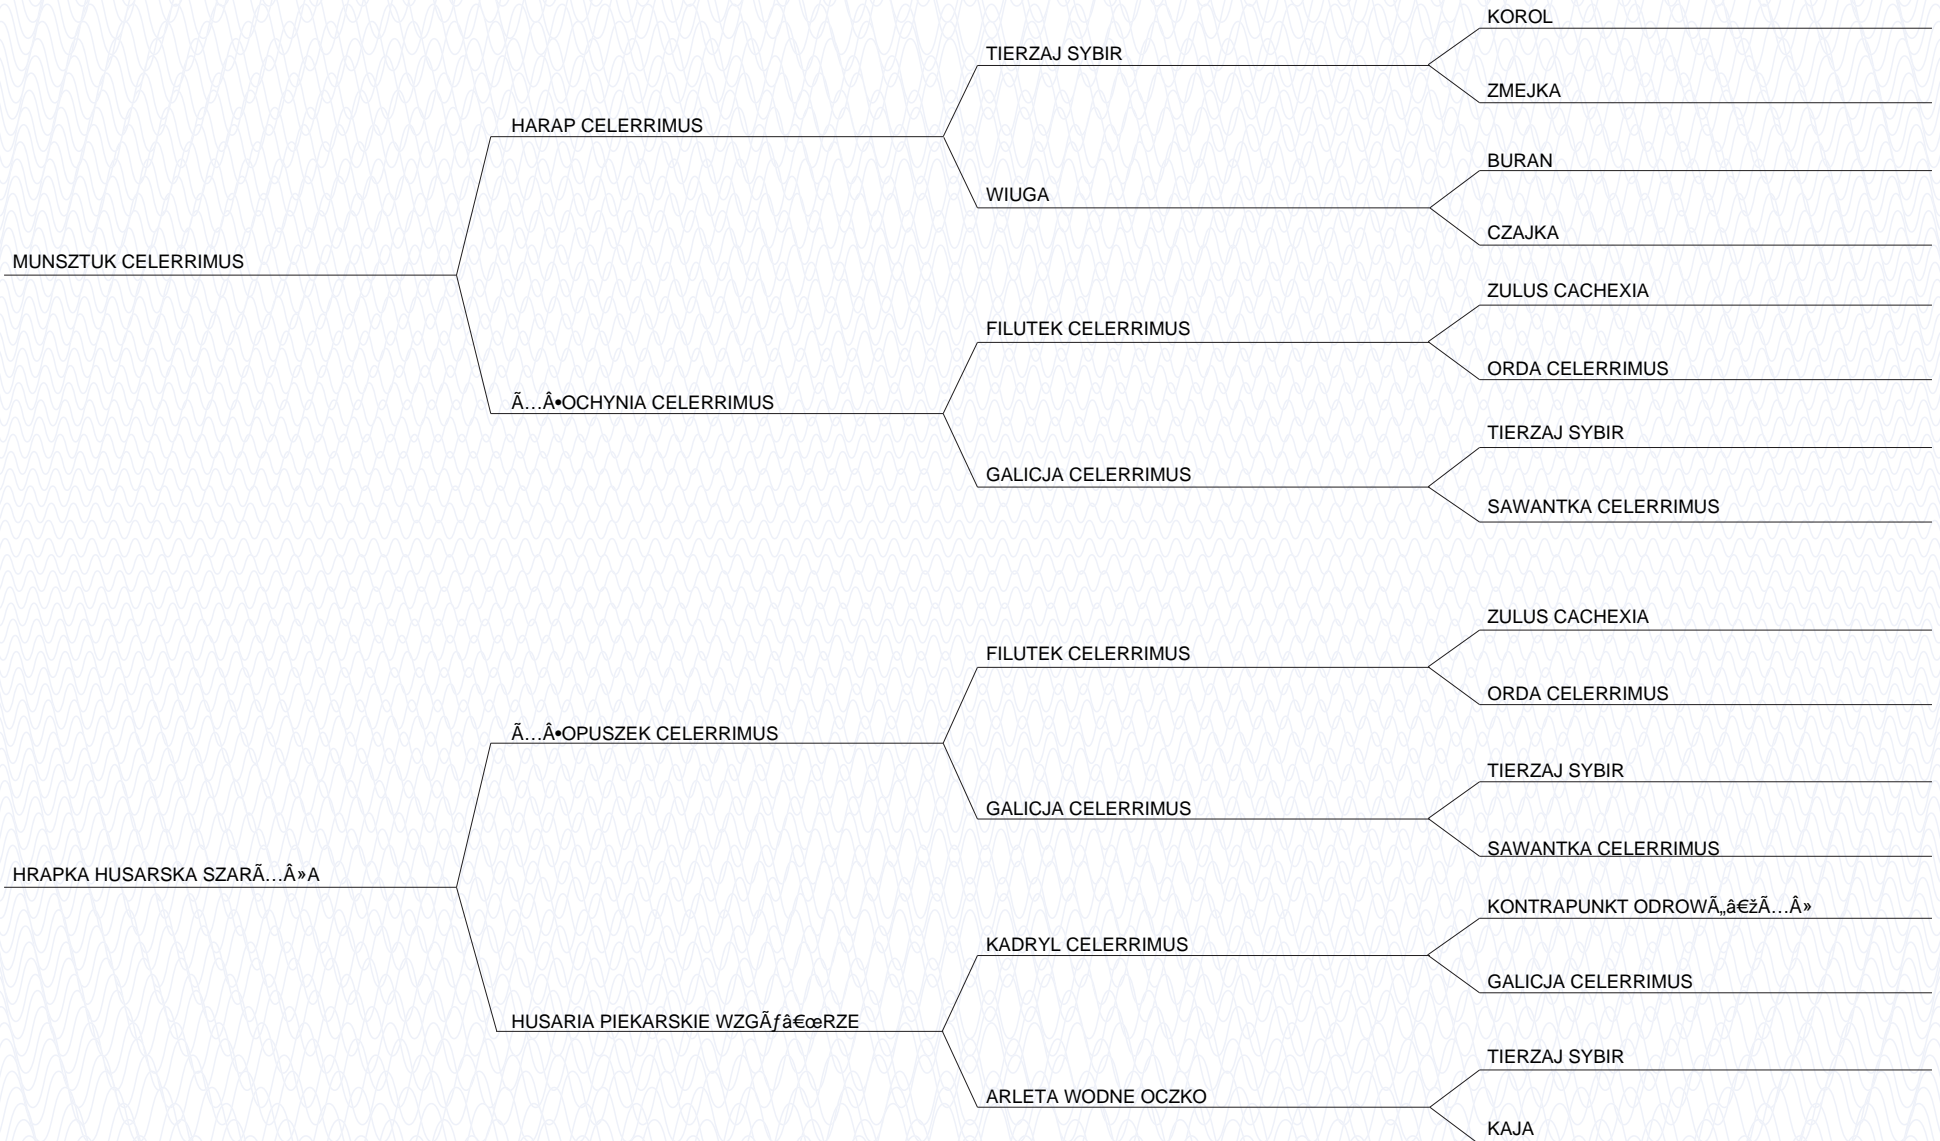 KOROL
TIERZAJ SYBIR
ZMEJKA
HARAP CELERRIMUS
BURAN
WIUGA
CZAJKA
MUNSZTUK CELERRIMUS
ZULUS CACHEXIA
FILUTEK CELERRIMUS
ORDA CELERRIMUS
Ã…Â•OCHYNIA CELERRIMUS
TIERZAJ SYBIR
GALICJA CELERRIMUS
SAWANTKA CELERRIMUS
ZULUS CACHEXIA
FILUTEK CELERRIMUS
ORDA CELERRIMUS
Ã…Â•OPUSZEK CELERRIMUS
TIERZAJ SYBIR
GALICJA CELERRIMUS
SAWANTKA CELERRIMUS
HRAPKA HUSARSKA SZARÃ…Â»A
KONTRAPUNKT ODROWÃ„â€žÃ…Â»
KADRYL CELERRIMUS
GALICJA CELERRIMUS
HUSARIA PIEKARSKIE WZGÃƒâ€œRZE
TIERZAJ SYBIR
ARLETA WODNE OCZKO
KAJA